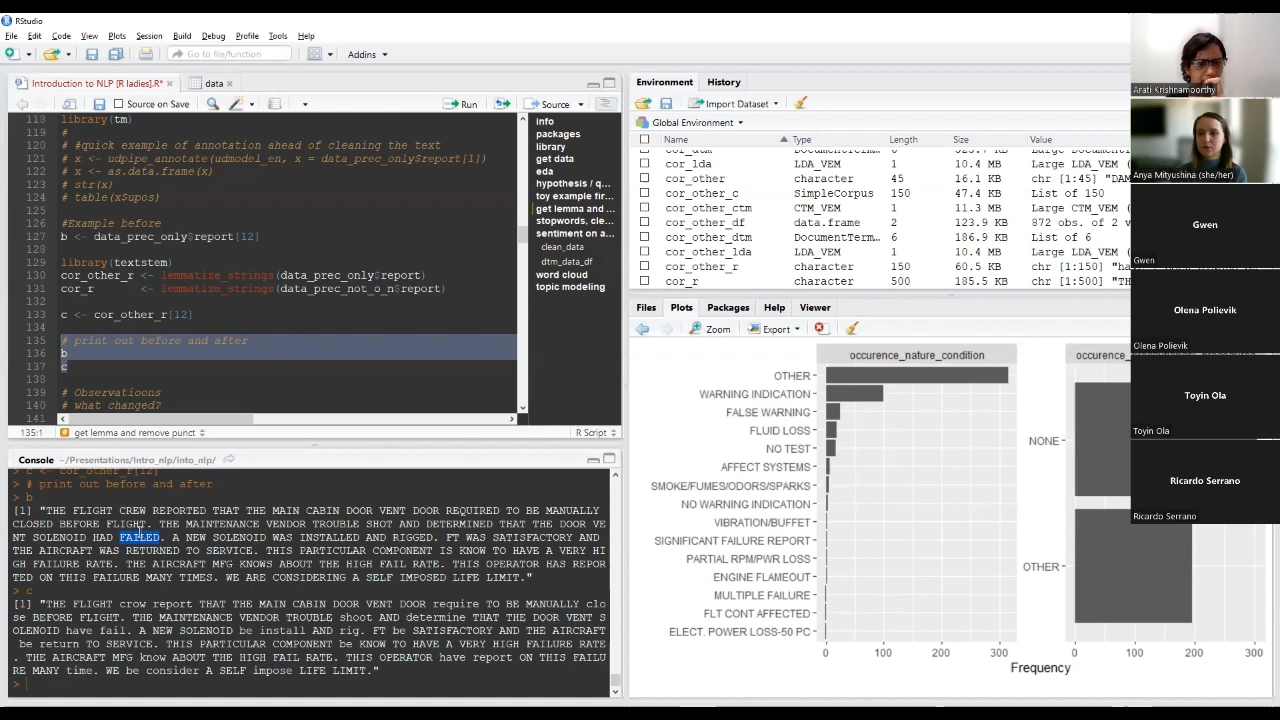 RStudio
File Edit Code View Plots Session Build Debug Profile Tools Help
Go to file/function
Addins
Introduction to NLP [R ladies].R*
data
Source on Save
Run
Source
118 library(tm)
119 #
120 # #quick example of annotation ahead of cleaning the text
121 # x <- udpipe_annotate(udmodel_en, x = data_prec_only$report[1])
122 # x <- as.data.frame(x)
123 # str(x)
124 # table(x$upos)
125
126 #Example before
127 b <- data_prec_only$report[12]
128
129 library(textstem)
130 cor_other_r <- lemmatize_strings(data_prec_only$report)
131 cor_r <- lemmatize_strings(data_prec_not_o_n$report)
132
133 c <- cor_other_r[12]
134
135 # print out before and after
136 b
137 c
138
139 # Observatioons
140 # what changed?
141
135:1 get lemma and remove punct R Script
info
packages
library
get data
eda
hypothesis / q...
toy example fir...
get lemma and ...
stopwords, cle...
sentiment on a...
clean_data
dtm_data_df
word cloud
topic modeling
Console ~/Presentations/Intro_nlp/into_nlp/
> c <- cor_other_r[12]
> # print out before and after
> b
[1] "THE FLIGHT CREW REPORTED THAT THE MAIN CABIN DOOR VENT DOOR REQUIRED TO BE MANUALLY
CLOSED BEFORE FLIGHT. THE MAINTENANCE VENDOR TROUBLE SHOT AND DETERMINED THAT THE DOOR VE
NT SOLENOID HAD FAILED. A NEW SOLENOID WAS INSTALLED AND RIGGED. FT WAS SATISFACTORY AND
THE AIRCRAFT WAS RETURNED TO SERVICE. THIS PARTICULAR COMPONENT IS KNOW TO HAVE A VERY HI
GH FAILURE RATE. THE AIRCRAFT MFG KNOWS ABOUT THE HIGH FAIL RATE. THIS OPERATOR HAS REPOR
TED ON THIS FAILURE MANY TIMES. WE ARE CONSIDERING A SELF IMPOSED LIFE LIMIT."
> c
[1] "THE FLIGHT crow report THAT THE MAIN CABIN DOOR VENT DOOR require TO BE MANUALLY clo
se BEFORE FLIGHT. THE MAINTENANCE VENDOR TROUBLE shoot and determine THAT THE DOOR VENT S
OLENOID have fail. A NEW SOLENOID be install AND rig. FT be SATISFACTORY AND THE AIRCRAFT
be return TO SERVICE. THIS PARTICULAR COMPONENT be KNOW TO HAVE A VERY HIGH FAILURE RATE
. THE AIRCRAFT MFG know ABOUT THE HIGH FAIL RATE. THIS OPERATOR have report ON THIS FAILU
RE MANY time. WE be consider A SELF impose LIFE LIMIT."
>
Environment History
Import Dataset
Global Environment
Name Type Length Size Value
cor_lda LDA_VEM 1 10.4 MB Large LDA_VEM (
cor_other character 45 16.1 KB chr [1:45] "DAM
cor_other_c SimpleCorpus 150 47.4 KB List of 150
cor_other_ctm CTM_VEM 1 11.3 MB Large CTM_VEM (
cor_other_df data.frame 2 123.9 KB 872 obs. of 2 v
cor_other_dtm DocumentTerm... 6 186.9 KB List of 6
cor_other_lda LDA_VEM 1 10.4 MB Large LDA_VEM (
cor_other_r character 150 60.5 KB chr [1:150] "ha
cor_r character 500 185.5 KB chr [1:500] "TH
Files Plots Packages Help Viewer
Zoom Export
occurence_nature_condition
OTHER
WARNING INDICATION
FALSE WARNING
FLUID LOSS
NO TEST
AFFECT SYSTEMS
SMOKE/FUMES/ODORS/SPARKS
NO WARNING INDICATION
VIBRATION/BUFFET
SIGNIFICANT FAILURE REPORT
PARTIAL RPM/PWR LOSS
ENGINE FLAMEOUT
MULTIPLE FAILURE
FLT CONT AFFECTED
ELECT. POWER LOSS-50 PC
0 100 200 300
occurence_
NONE
OTHER
0 100 200 300
Frequency
Arati Krishnamoorthy
Anya Mityushina (she/her)
Gwen
Gwen
Olena Polievik
Olena Polievik
Toyin Ola
Toyin Ola
Ricardo Serrano
Ricardo Serrano